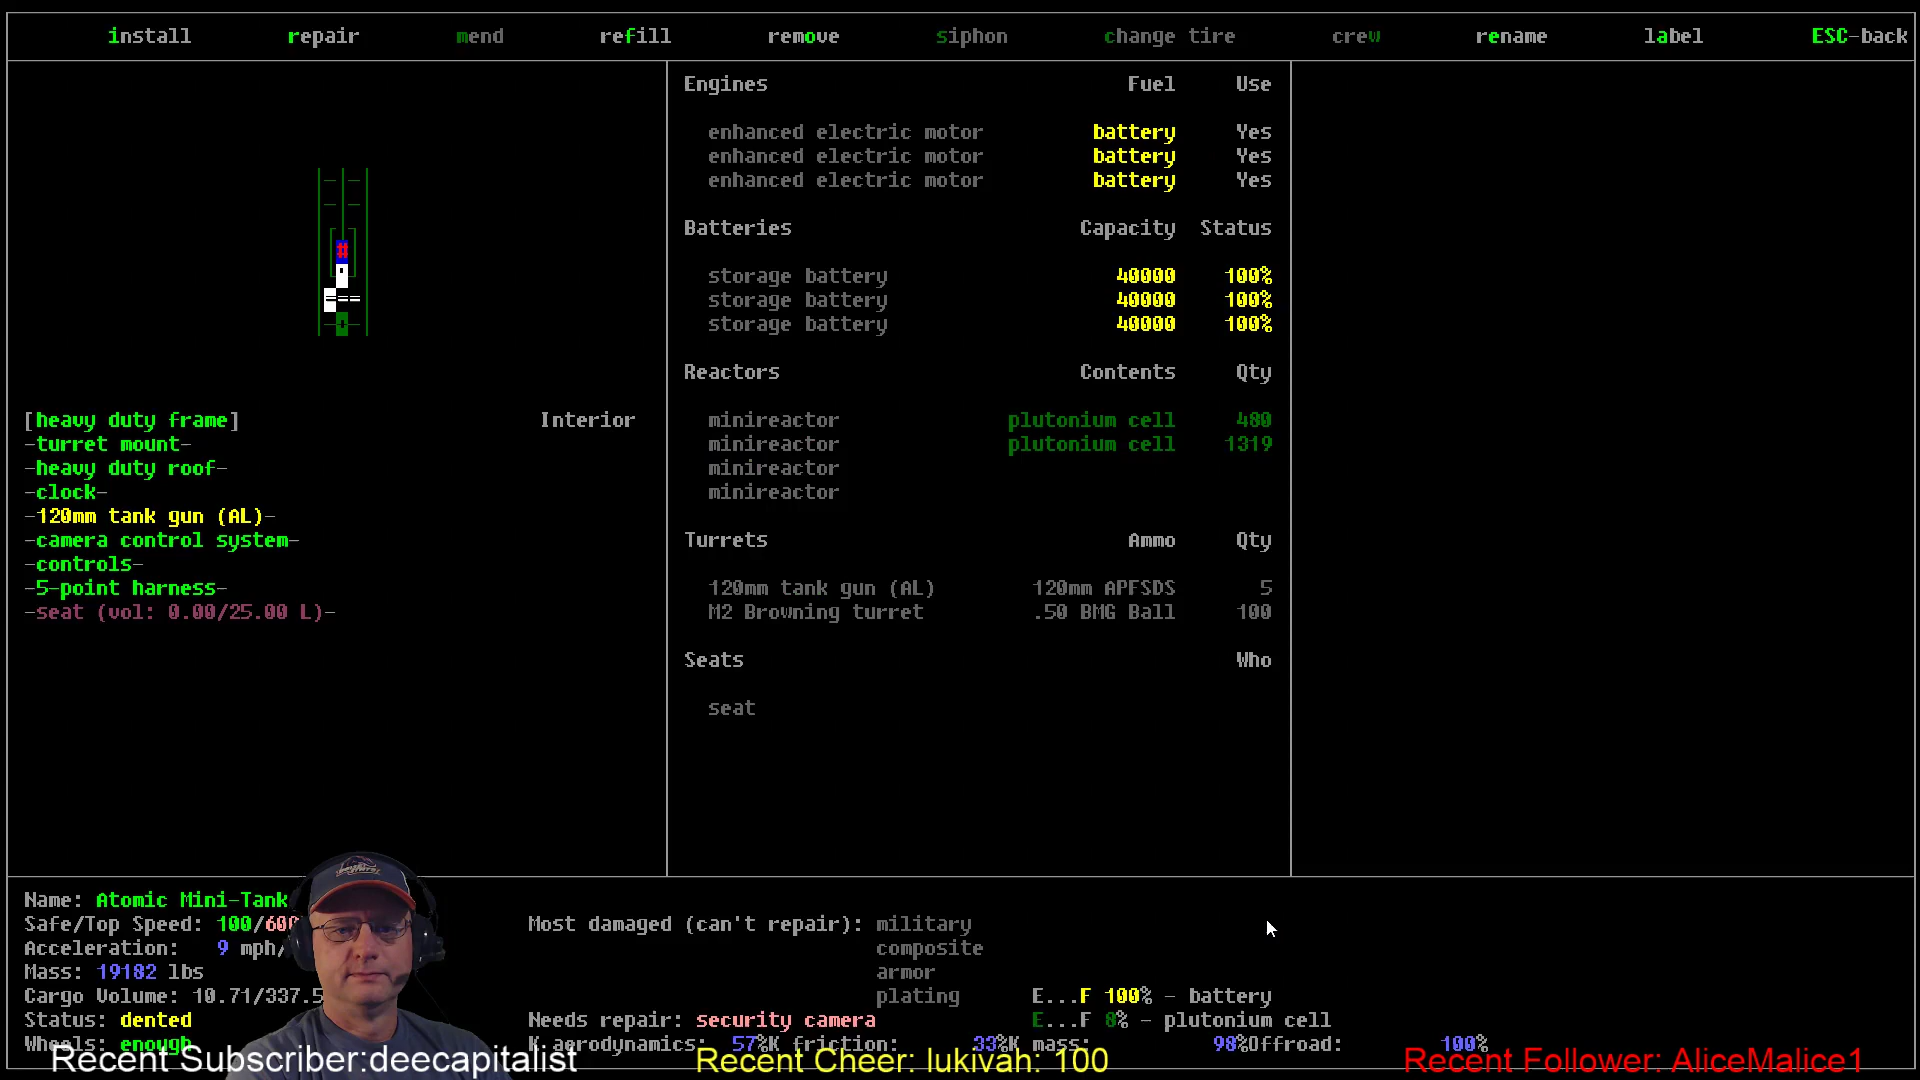 install repair mend refill remove siphon change tire crew rename label ESC-back
Engines Fuel Use
enhanced electric motor battery Yes
enhanced electric motor battery Yes
enhanced electric motor battery Yes
Batteries Capacity Status
storage battery 40000 100%
storage battery 40000 100%
storage battery 40000 100%
Reactors Contents Qty
minireactor plutonium cell 480
minireactor plutonium cell 1319
minireactor
minireactor
Turrets Ammo Qty
120mm tank gun (AL) 120mm APFSDS 5
M2 Browning turret .50 BMG Ball 100
Seats Who
seat
[heavy duty frame] Interior
-turret mount-
-heavy duty roof-
-clock-
-120mm tank gun (AL)-
-camera control system-
-controls-
-5-point harness-
-seat (vol: 0.00/25.00 L)-
Name: Atomic Mini-Tank
Safe/Top Speed: 100/600
Acceleration: 9 mph/
Mass: 19182 lbs
Cargo Volume: 10.71/337.5
Status: dented
Wheels: enough
Most damaged (can't repair): military
composite
armor
plating
Needs repair: security camera
K aerodynamics: 57%K friction: 33%K mass: 98%Offroad: 100%
E...F 100% - battery
E...F 8% - plutonium cell
Recent Subscriber:deecapitalist
Recent Cheer: lukivah: 100
Recent Follower: AliceMalice1